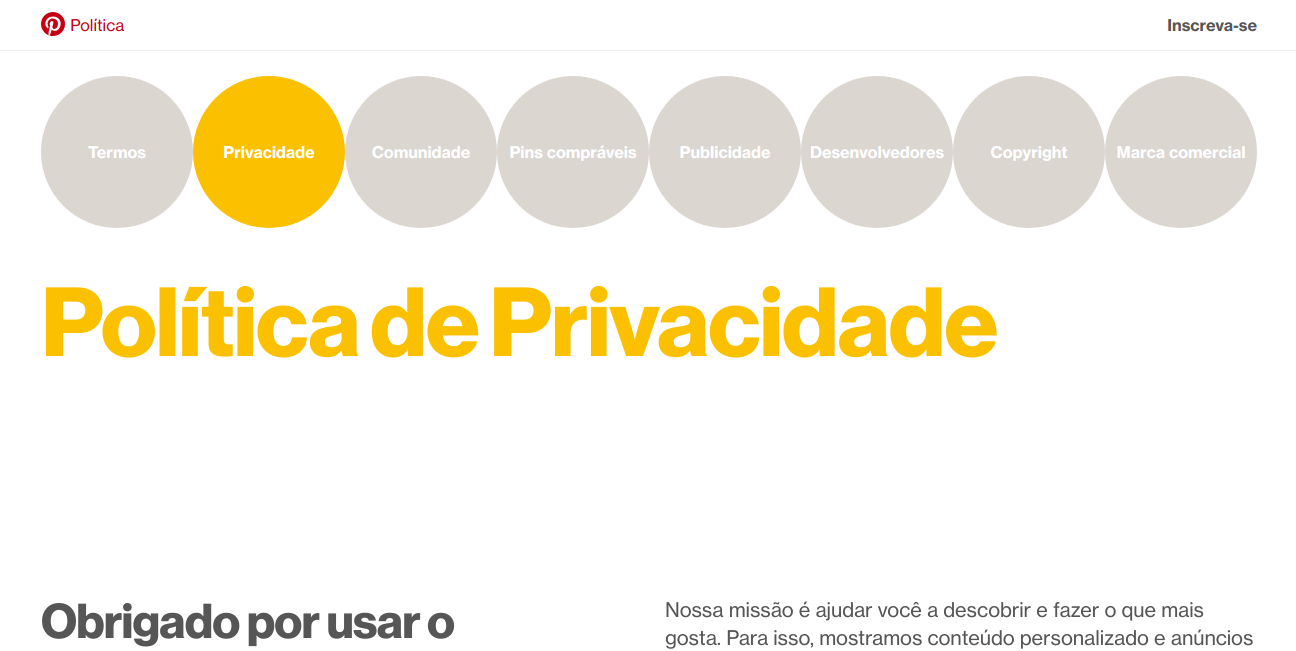 Política
Inscreva-se
Termos
Privacidade
Comunidade
Pins compráveis
Publicidade
Desenvolvedores
Copyright
Marca comercial
Política de Privacidade
Obrigado por usar o
Nossa missão é ajudar você a descobrir e fazer o que mais
gosta. Para isso, mostramos conteúdo personalizado e anúncios